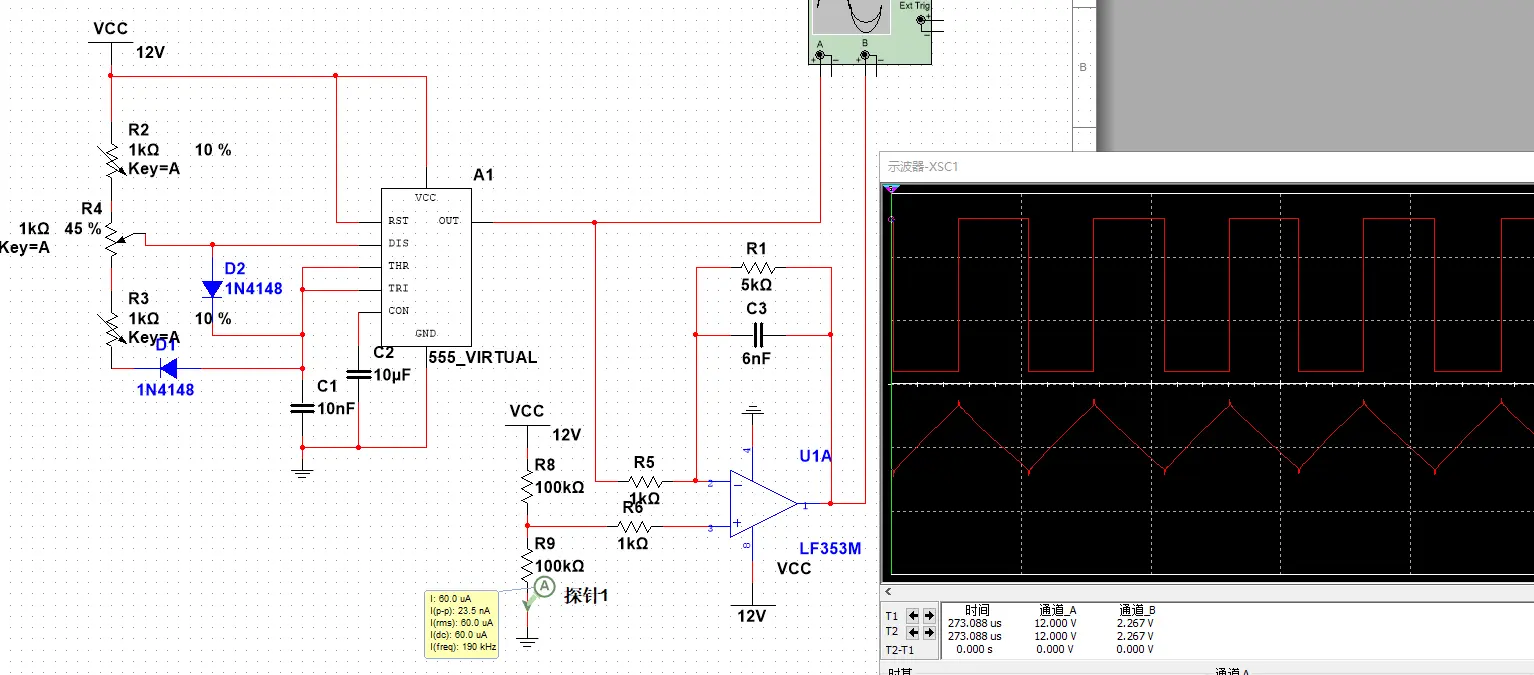 VCC
12V
Ext Trig
A
B
B
R2
1kΩ 10 %
Key=A
R4
1kΩ 45 %
Key=A
A1
VCC
RST OUT
DIS
THR
TRI
CON
GND
555_VIRTUAL
D2
1N4148
R3
1kΩ 10 %
Key=A
D1
1N4148
C1
10nF
C2
10µF
R1
5kΩ
C3
6nF
VCC
12V
R8
100kΩ
R5
1kΩ
R6
1kΩ
R9
100kΩ
U1A
4
2
3
1
8
LF353M
VCC
12V
A
探针1
I: 60.0 uA
I(p-p): 23.5 nA
I(rms): 60.0 uA
I(dc): 60.0 uA
I(freq): 190 kHz
示波器-XSC1
时间 通道_A 通道_B
T1 273.088 us 12.000 V 2.267 V
T2 273.088 us 12.000 V 2.267 V
T2-T1 0.000 s 0.000 V 0.000 V
通道 A